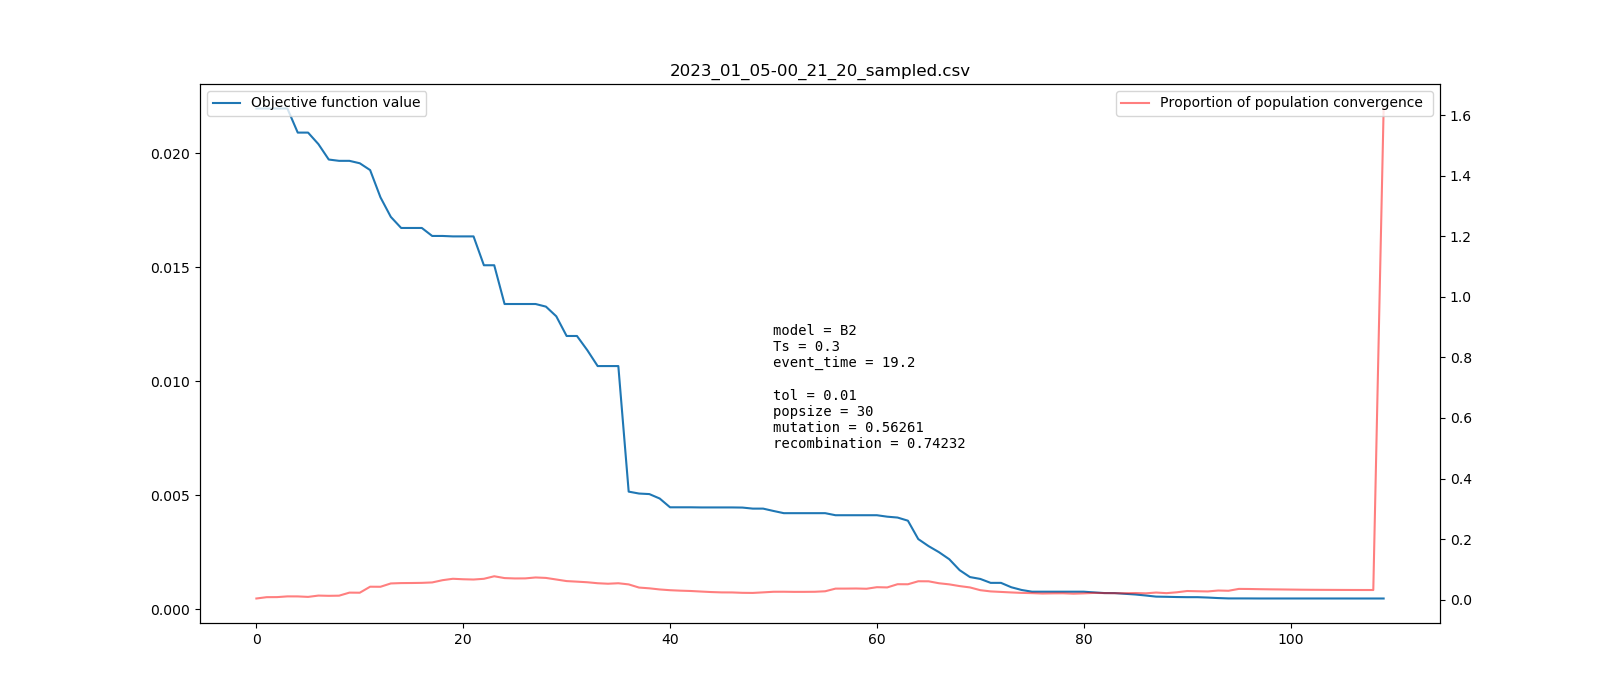 2023_01_05-00_21_20_sampled.csv
Objective function value
Proportion of population convergence
0.020
0.015
0.010
0.005
0.000
1.6
1.4
1.2
1.0
0.8
0.6
0.4
0.2
0.0
model = B2
Ts = 0.3
event_time = 19.2
tol = 0.01
popsize = 30
mutation = 0.56261
recombination = 0.74232
0 20 40 60 80 100